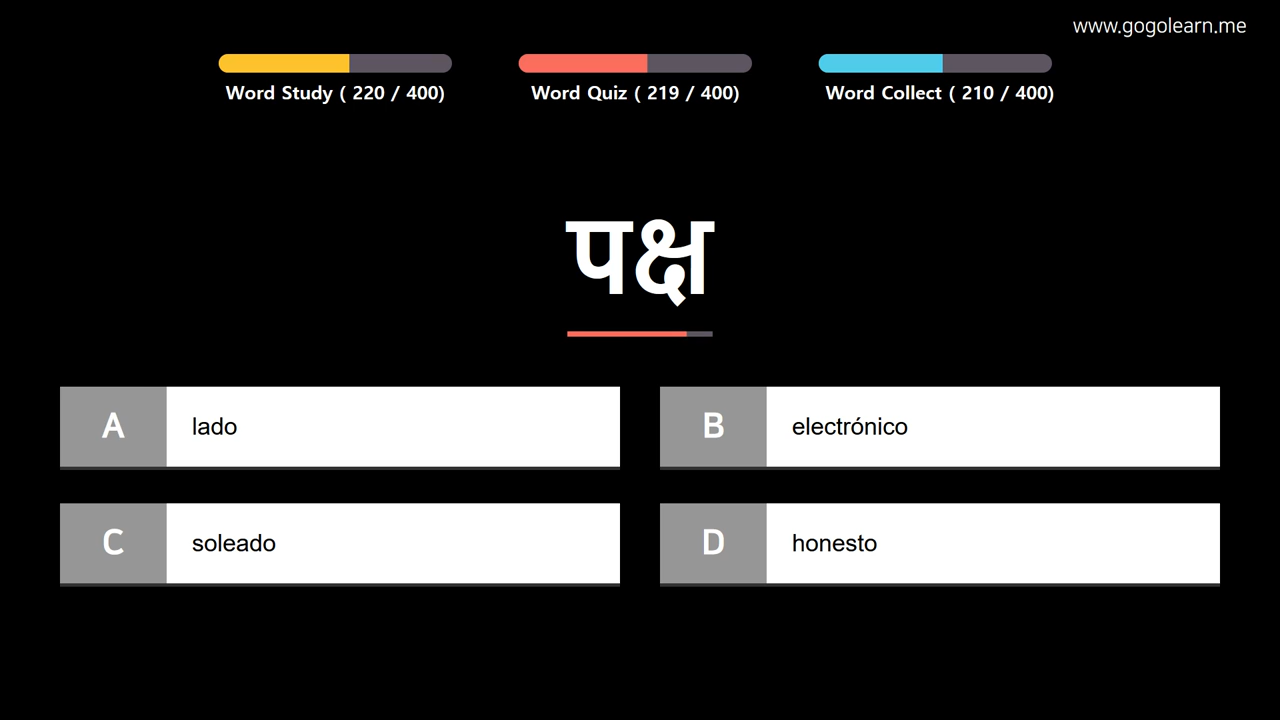 www.gogolearn.me
Word Study ( 220 / 400)
Word Quiz ( 219 / 400)
Word Collect ( 210 / 400)
पक्ष
A lado
B electrónico
C soleado
D honesto